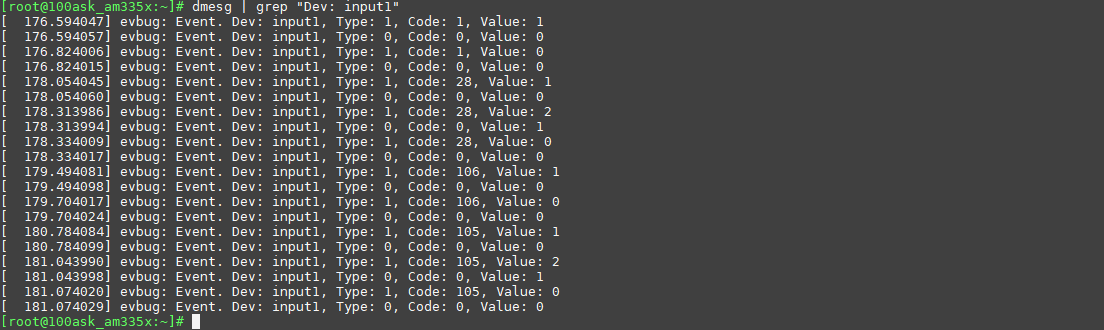 [root@100ask_am335x:~]# dmesg | grep "Dev: input1"
[  176.594047] evbug: Event. Dev: input1, Type: 1, Code: 1, Value: 1
[  176.594057] evbug: Event. Dev: input1, Type: 0, Code: 0, Value: 0
[  176.824006] evbug: Event. Dev: input1, Type: 1, Code: 1, Value: 0
[  176.824015] evbug: Event. Dev: input1, Type: 0, Code: 0, Value: 0
[  178.054045] evbug: Event. Dev: input1, Type: 1, Code: 28, Value: 1
[  178.054060] evbug: Event. Dev: input1, Type: 0, Code: 0, Value: 0
[  178.313986] evbug: Event. Dev: input1, Type: 1, Code: 28, Value: 2
[  178.313994] evbug: Event. Dev: input1, Type: 0, Code: 0, Value: 1
[  178.334009] evbug: Event. Dev: input1, Type: 1, Code: 28, Value: 0
[  178.334017] evbug: Event. Dev: input1, Type: 0, Code: 0, Value: 0
[  179.494081] evbug: Event. Dev: input1, Type: 1, Code: 106, Value: 1
[  179.494098] evbug: Event. Dev: input1, Type: 0, Code: 0, Value: 0
[  179.704017] evbug: Event. Dev: input1, Type: 1, Code: 106, Value: 0
[  179.704024] evbug: Event. Dev: input1, Type: 0, Code: 0, Value: 0
[  180.784084] evbug: Event. Dev: input1, Type: 1, Code: 105, Value: 1
[  180.784099] evbug: Event. Dev: input1, Type: 0, Code: 0, Value: 0
[  181.043990] evbug: Event. Dev: input1, Type: 1, Code: 105, Value: 2
[  181.043998] evbug: Event. Dev: input1, Type: 0, Code: 0, Value: 1
[  181.074020] evbug: Event. Dev: input1, Type: 1, Code: 105, Value: 0
[  181.074029] evbug: Event. Dev: input1, Type: 0, Code: 0, Value: 0
[root@100ask_am335x:~]#